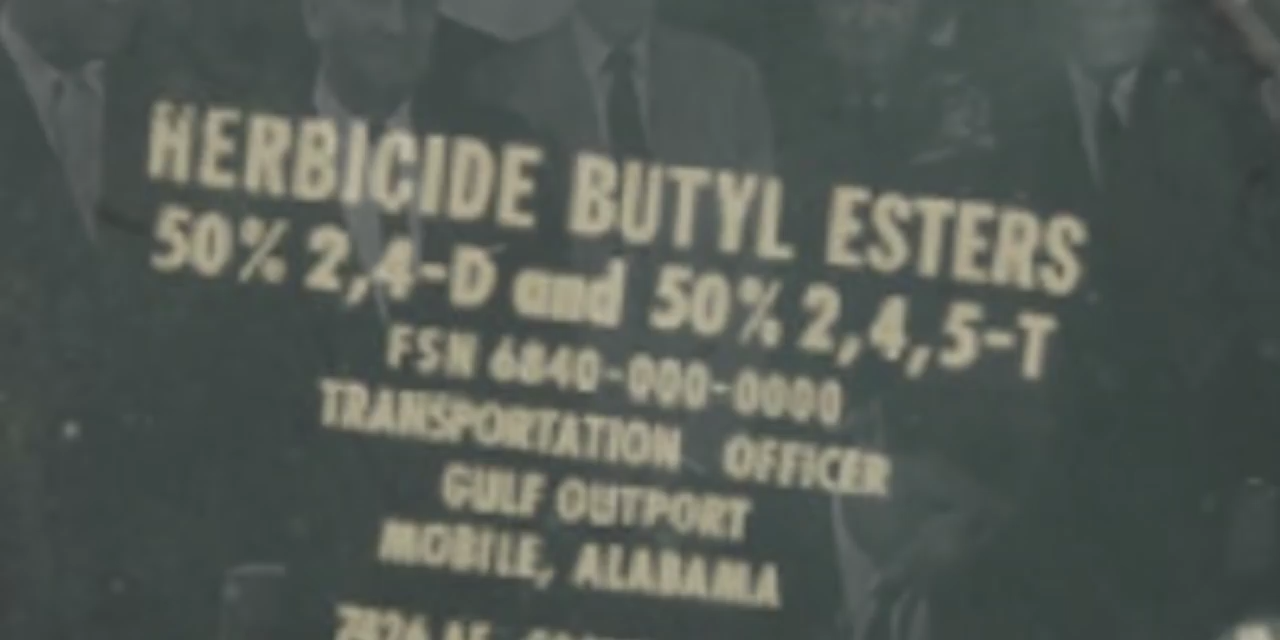 HERBICIDE BUTYL ESTERS
50% 2,4-D and 50% 2,4,5-T
FSN 6840-000-0000
TRANSPORTATION OFFICER
GULF OUTPORT
MOBILE, ALABAMA